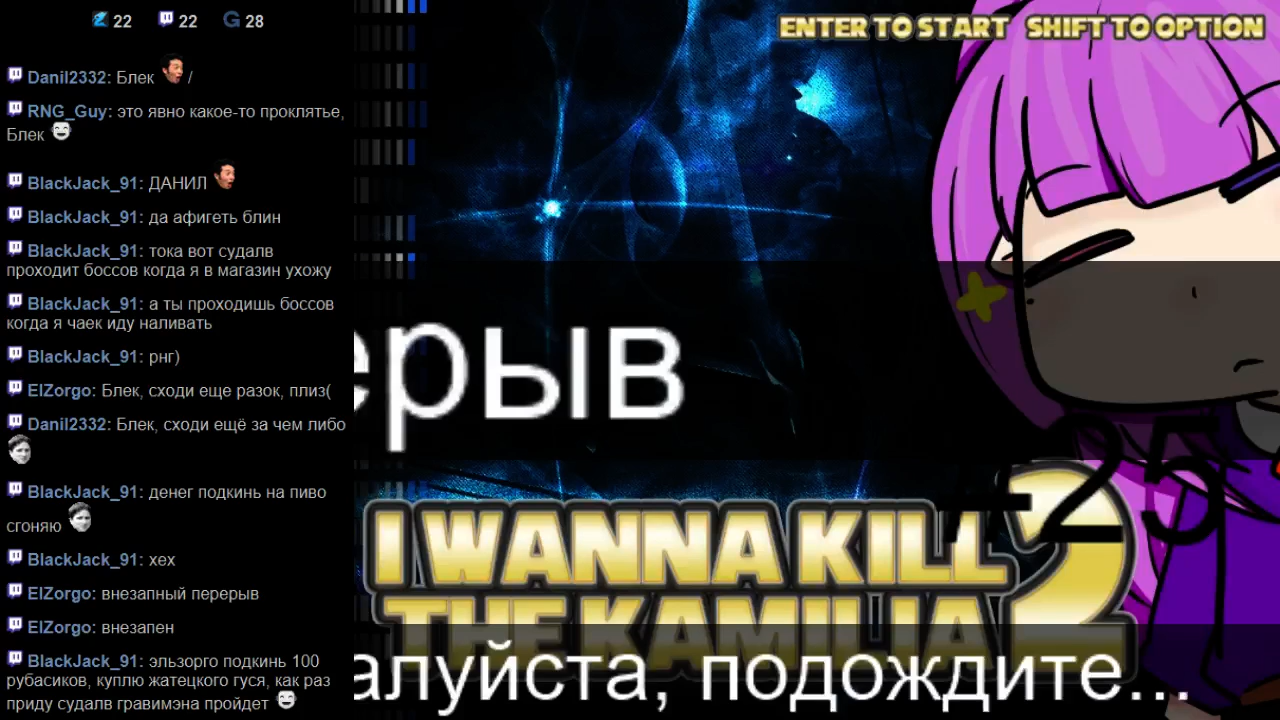 22 22 28
Danil2332: Блек /
RNG_Guy: это явно какое-то проклятье,
Блек
BlackJack_91: ДАНИЛ
BlackJack_91: да афигеть блин
BlackJack_91: тока вот судалв
проходит боссов когда я в магазин ухожу
BlackJack_91: а ты проходишь боссов
когда я чаек иду наливать
BlackJack_91: рнг)
ElZorgo: Блек, сходи еще разок, плиз(
Danil2332: Блек, сходи ещё за чем либо
BlackJack_91: денег подкинь на пиво
сгоняю
BlackJack_91: хех
ElZorgo: внезапный перерыв
ElZorgo: внезапен
BlackJack_91: эльзорго подкинь 100
рубасиков, куплю жатецкого гуся, как раз
приду судалв гравимэна пройдет
ENTER TO START SHIFT TO OPTION
ерыв
#25
I WANNA KILL
THE KAMILIA 2
алуйста, подождите...